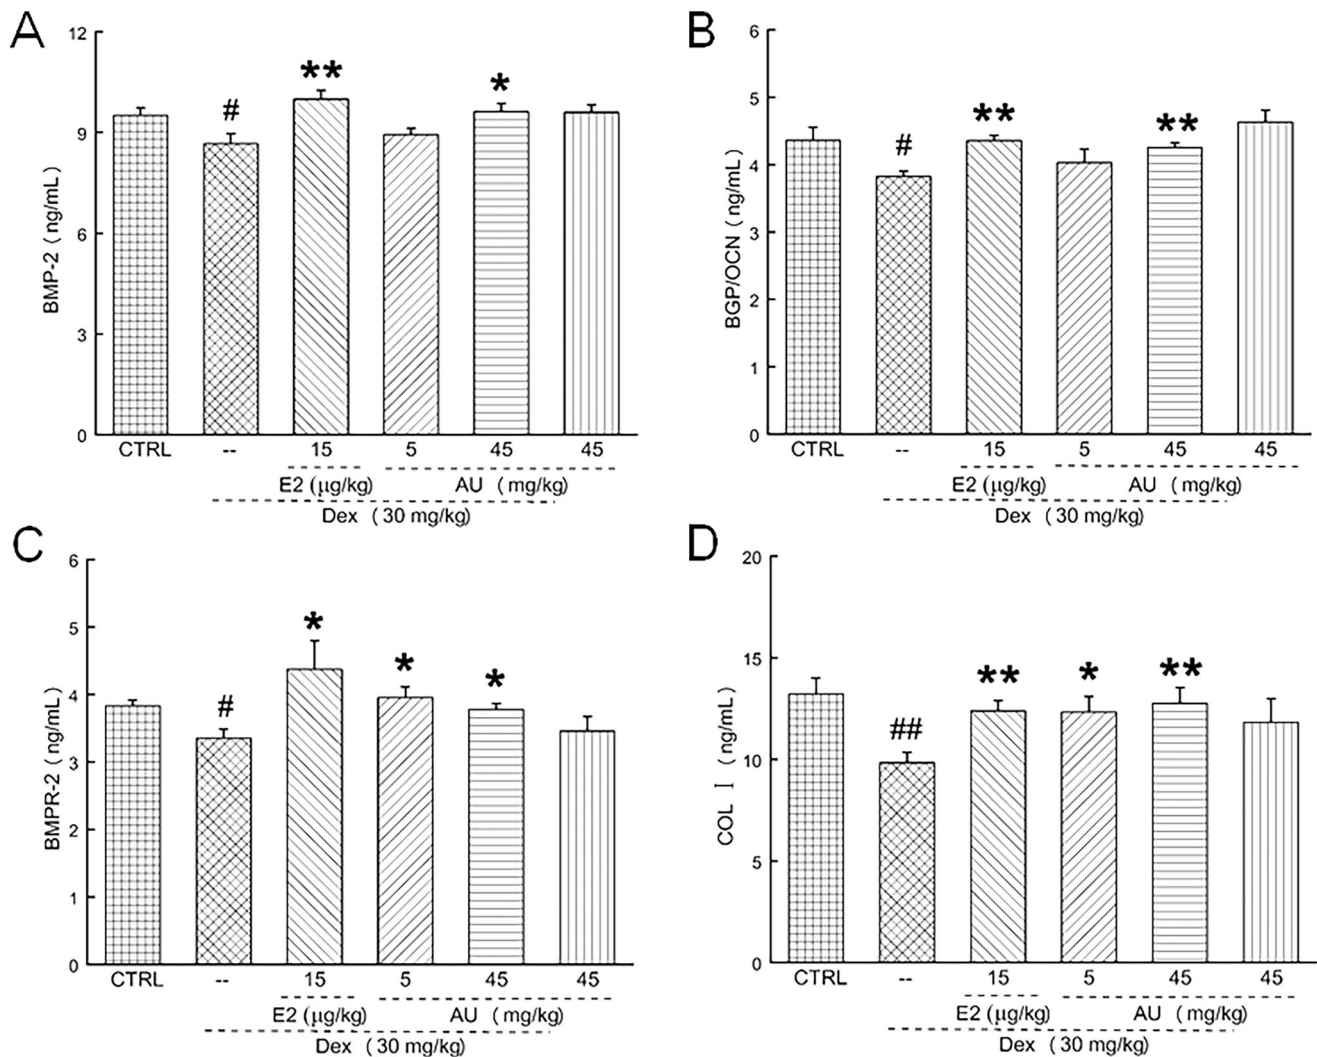 A
BMP-2 (ng/mL)
12
9
6
3
0
#
**
*
CTRL -- 15 5 45 45
E2 (μg/kg) AU (mg/kg)
Dex (30 mg/kg)
B
BGP/OCN (ng/mL)
6
5
4
3
2
1
0
#
**
**
CTRL -- 15 5 45 45
E2 (μg/kg) AU (mg/kg)
Dex (30 mg/kg)
C
BMPR-2 (ng/mL)
6
5
4
3
2
1
0
#
*
*
*
CTRL -- 15 5 45 45
E2 (μg/kg) AU (mg/kg)
Dex (30 mg/kg)
D
COL I (ng/mL)
20
15
10
5
0
##
**
*
**
CTRL -- 15 5 45 45
E2 (μg/kg) AU (mg/kg)
Dex (30 mg/kg)